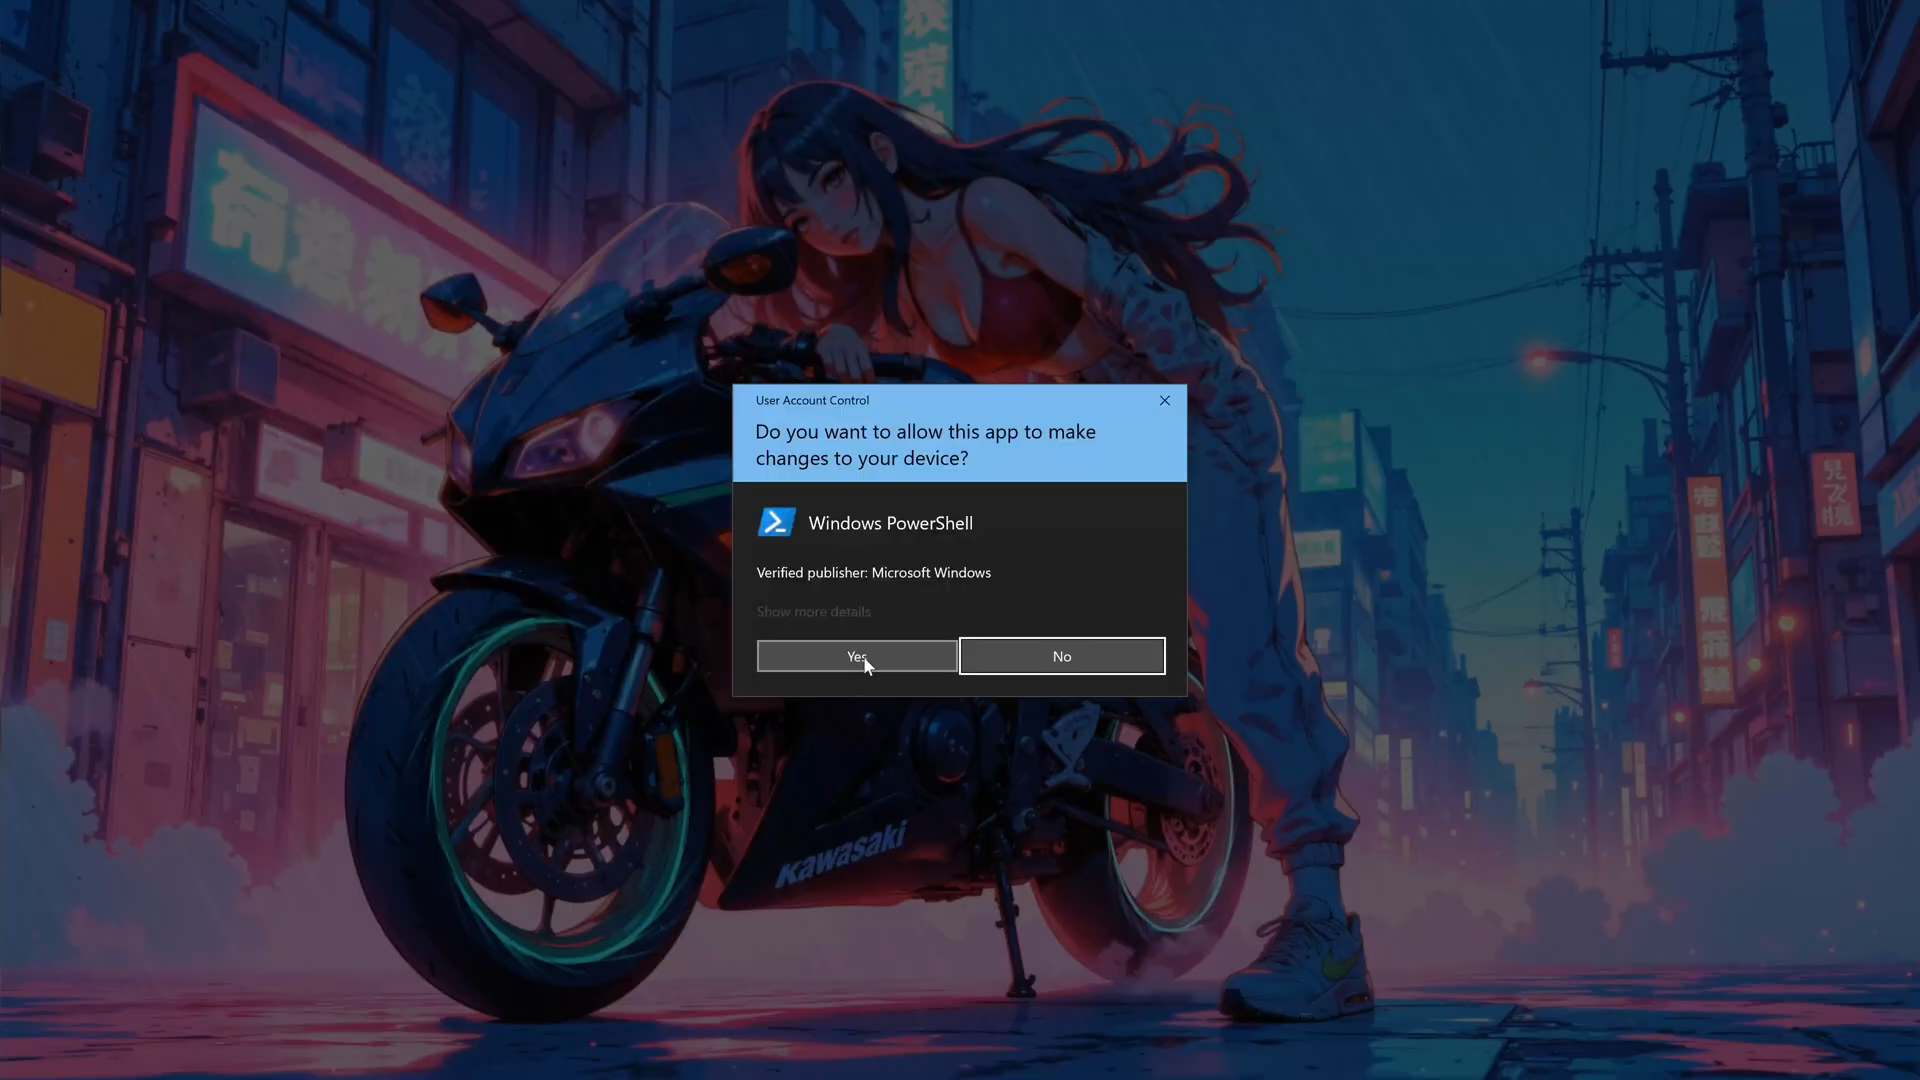 User Account Control
Do you want to allow this app to make
changes to your device?
Windows PowerShell
Verified publisher: Microsoft Windows
Show more details
Yes
No
Kawasaki